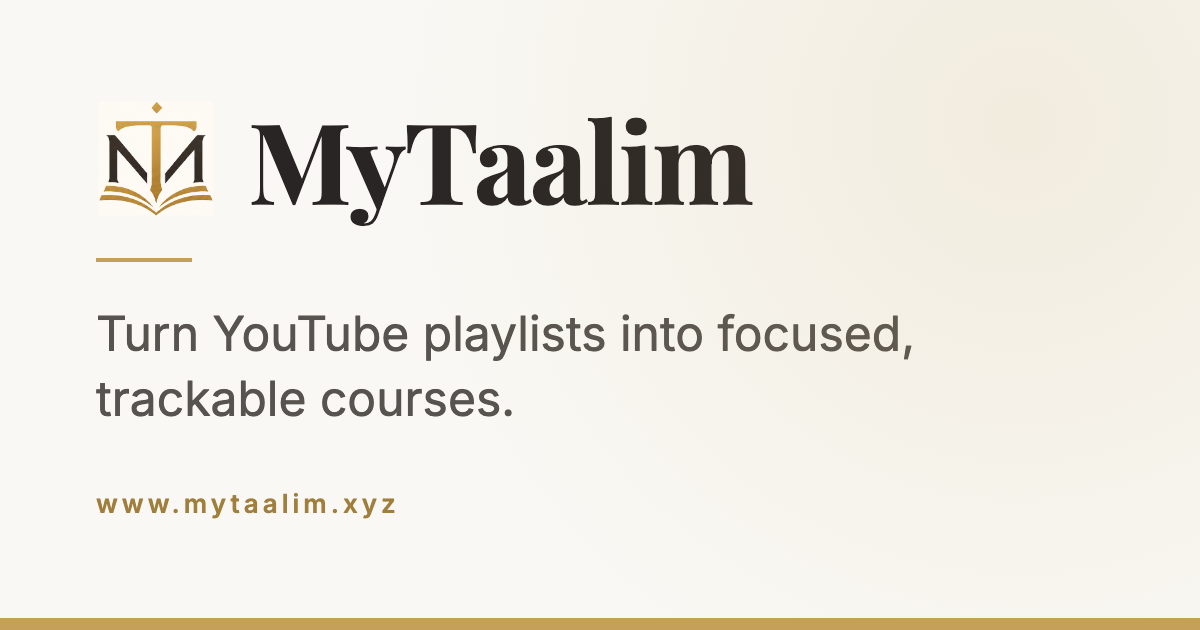 MyTaalim
Turn YouTube playlists into focused,
trackable courses.
www.mytaalim.xyz